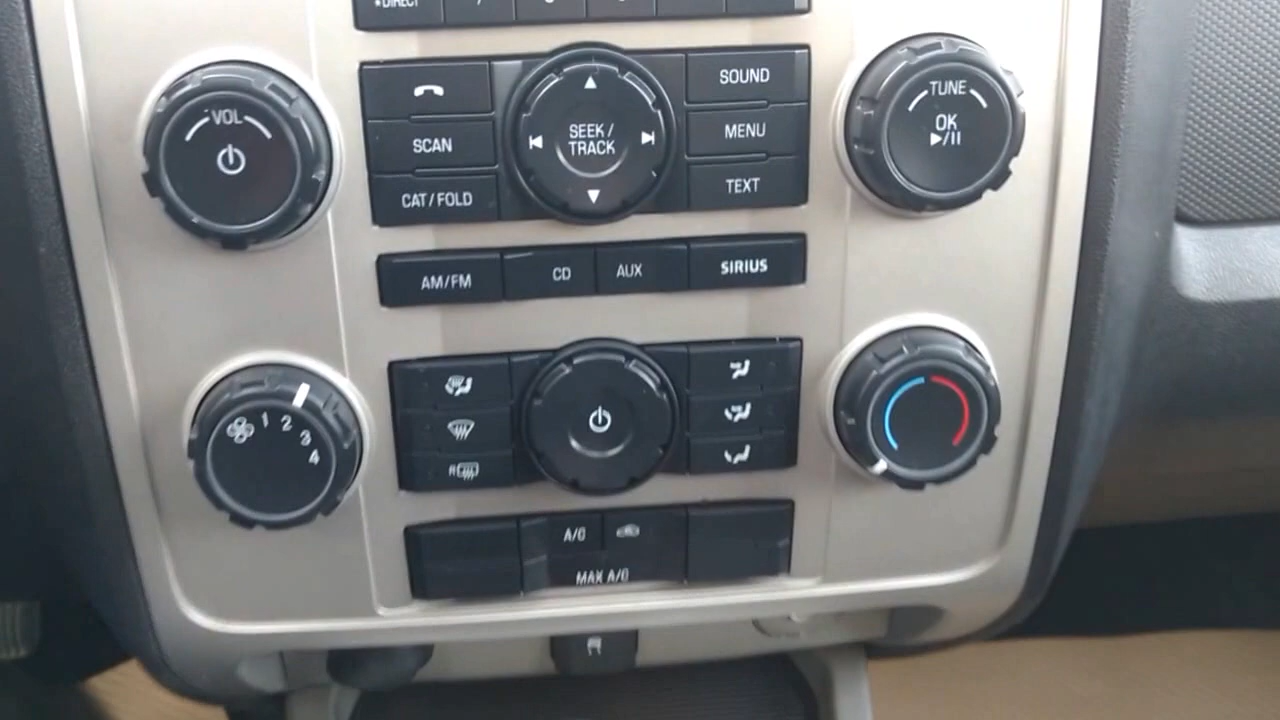 *DIRECT
VOL
SOUND
SCAN
SEEK /
TRACK
MENU
CAT / FOLD
TEXT
TUNE
OK
AM/FM
CD
AUX
SIRIUS
1
2
3
4
R
A/C
MAX A/C